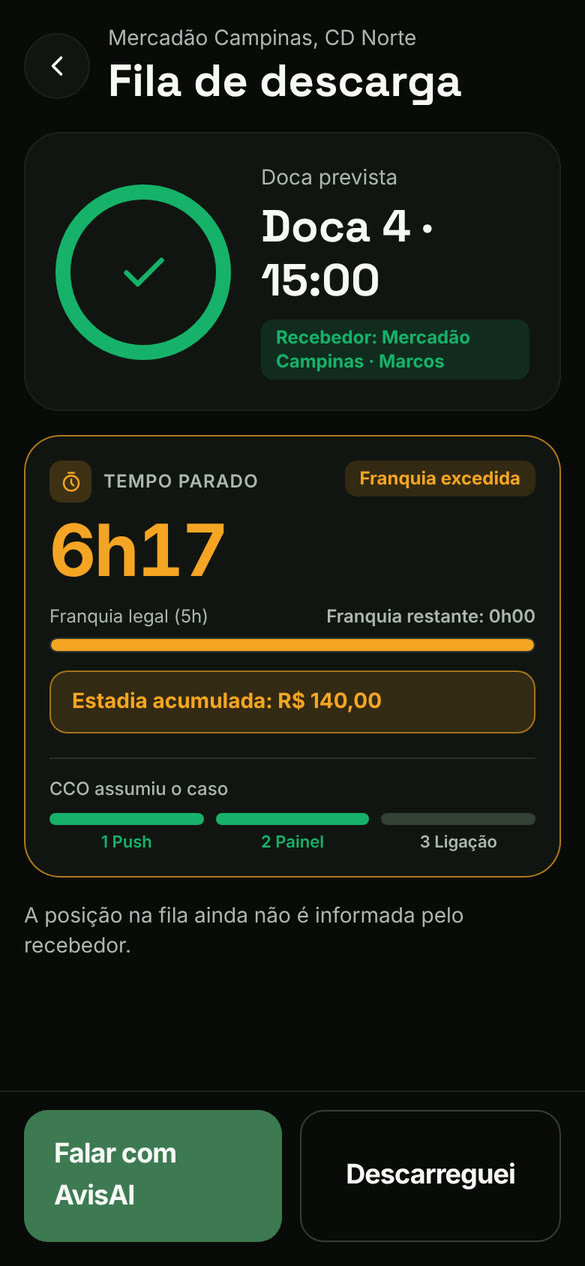 Mercadão Campinas, CD Norte
Fila de descarga
Doca prevista
Doca 4 ·
15:00
Recebedor: Mercadão
Campinas · Marcos
TEMPO PARADO
Franquia excedida
6h17
Franquia legal (5h)
Franquia restante: 0h00
Estadia acumulada: R$ 140,00
CCO assumiu o caso
1 Push
2 Painel
3 Ligação
A posição na fila ainda não é informada pelo
recebedor.
Falar com
AvisAI
Descarreguei